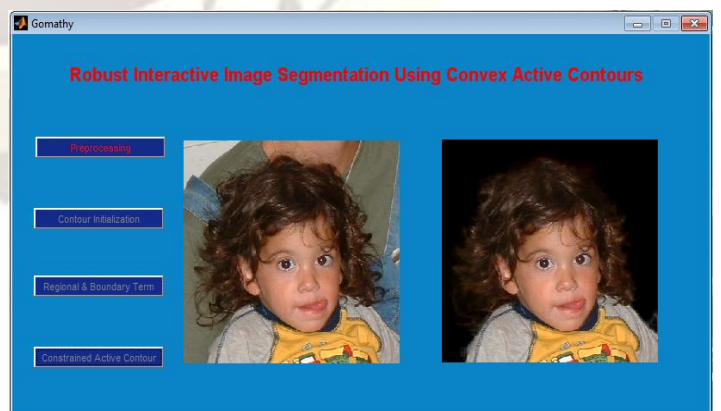 Gomathy
Robust Interactive Image Segmentation Using Convex Active Contours
Preprocessing
Contour Initialization
Regional & Boundary Term
Constrained Active Contour